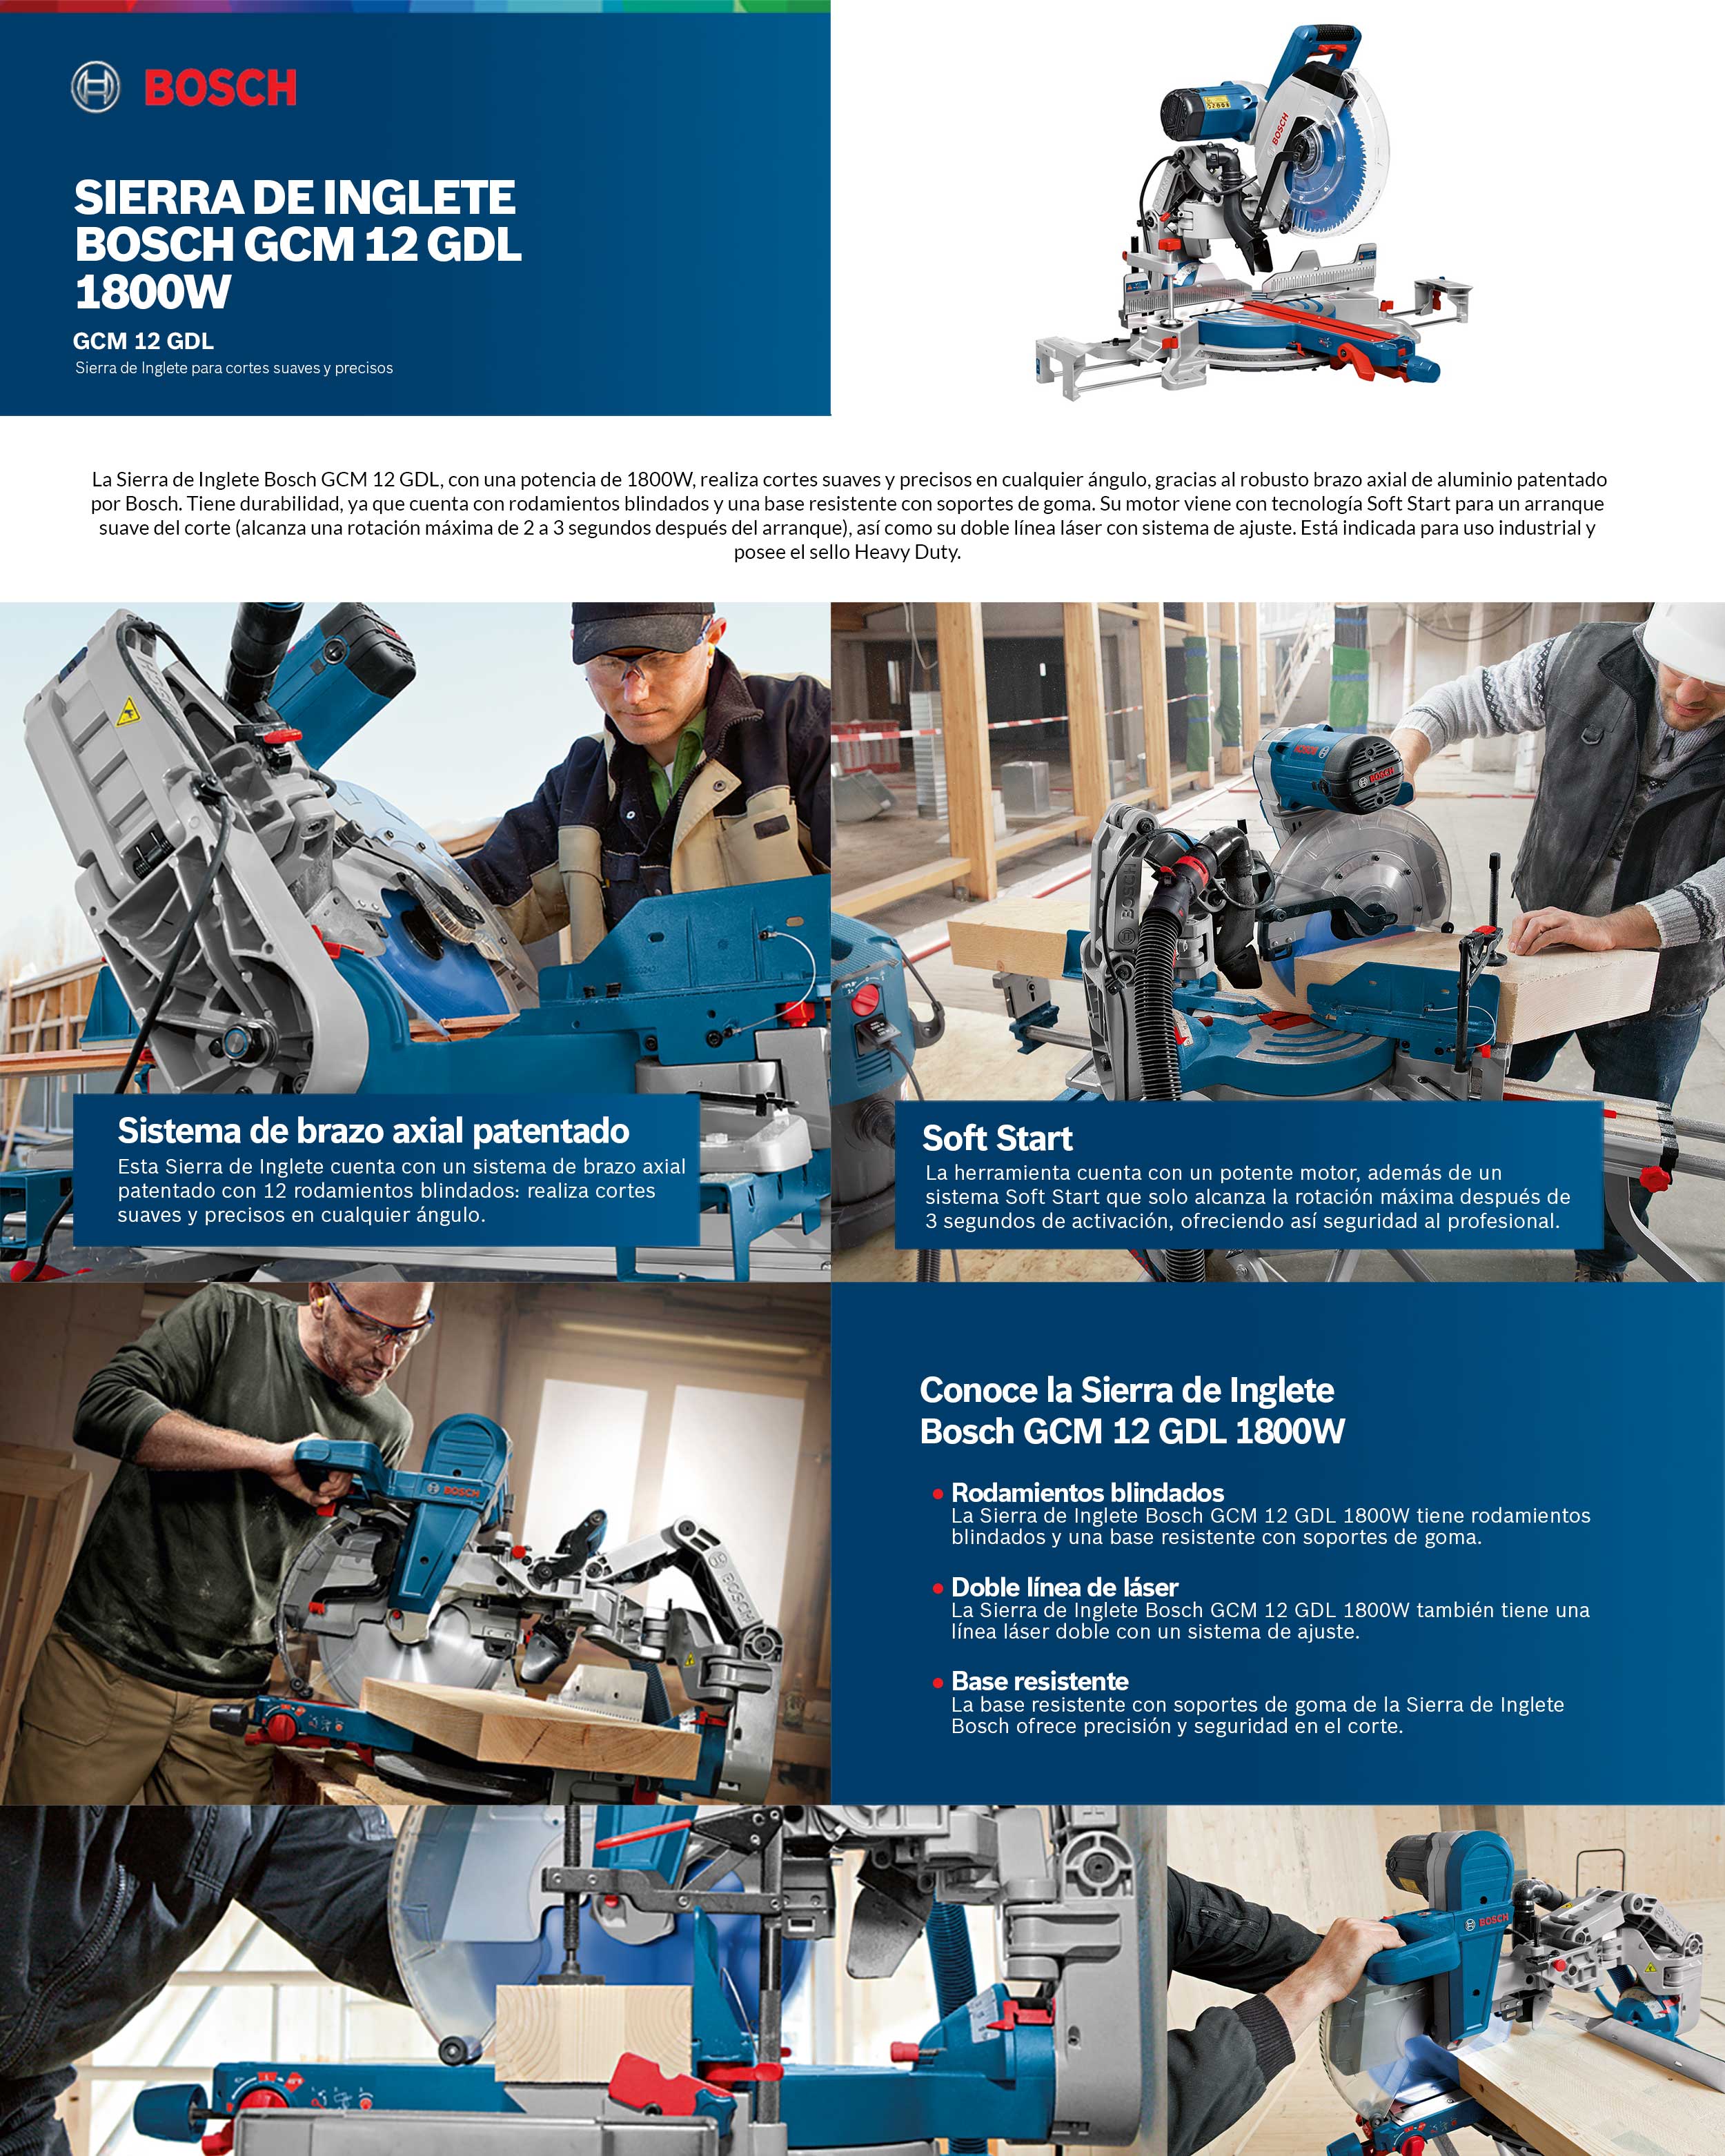 BOSCH
SIERRA DE INGLETE
BOSCH GCM 12 GDL
1800W
GCM 12 GDL
Sierra de Inglete para cortes suaves y precisos
BOSCH
La Sierra de Inglete Bosch GCM 12 GDL, con una potencia de 1800W, realiza cortes suaves y precisos en cualquier ángulo, gracias al robusto brazo axial de aluminio patentado
por Bosch. Tiene durabilidad, ya que cuenta con rodamientos blindados y una base resistente con soportes de goma. Su motor viene con tecnología Soft Start para un arranque
suave del corte (alcanza una rotación máxima de 2 a 3 segundos después del arranque), así como su doble línea láser con sistema de ajuste. Está indicada para uso industrial y
posee el sello Heavy Duty.
BOSCH
BOSCH
BOSCH
Sistema de brazo axial patentado
Esta Sierra de Inglete cuenta con un sistema de brazo axial
patentado con 12 rodamientos blindados: realiza cortes
suaves y precisos en cualquier ángulo.
Soft Start
La herramienta cuenta con un potente motor, además de un
sistema Soft Start que solo alcanza la rotación máxima después de
3 segundos de activación, ofreciendo así seguridad al profesional.
BOSCH
BOSCH
Conoce la Sierra de Inglete
Bosch GCM 12 GDL 1800W
Rodamientos blindados
La Sierra de Inglete Bosch GCM 12 GDL 1800W tiene rodamientos
blindados y una base resistente con soportes de goma.
Doble línea de láser
La Sierra de Inglete Bosch GCM 12 GDL 1800W también tiene una
línea láser doble con un sistema de ajuste.
Base resistente
La base resistente con soportes de goma de la Sierra de Inglete
Bosch ofrece precisión y seguridad en el corte.
BOSCH